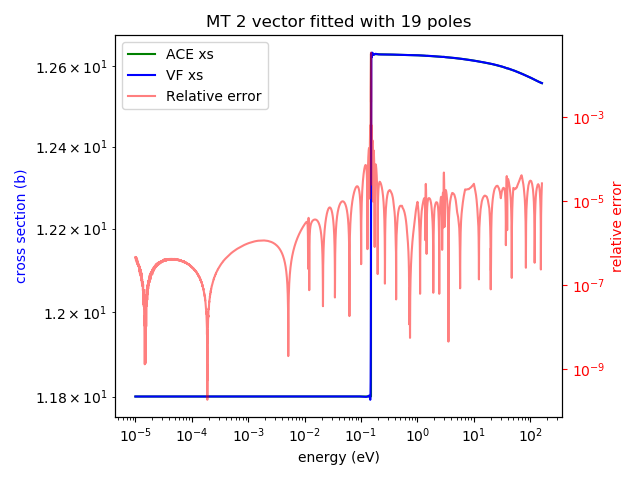 MT 2 vector fitted with 19 poles
ACE xs
VF xs
Relative error
cross section (b)
1.26 × 10¹
1.24 × 10¹
1.22 × 10¹
1.2 × 10¹
1.18 × 10¹
10⁻³
10⁻⁵
10⁻⁷
10⁻⁹
relative error
10⁻⁵ 10⁻⁴ 10⁻³ 10⁻² 10⁻¹ 10⁰ 10¹ 10²
energy (eV)